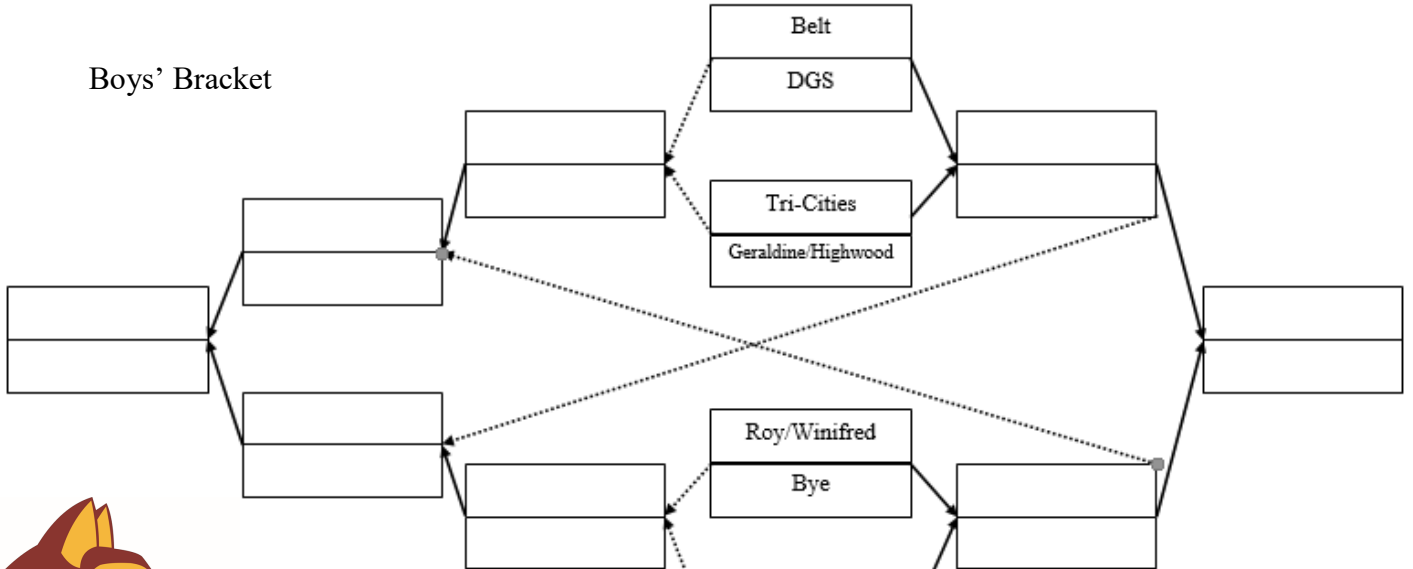 Boys’ Bracket
Belt
DGS
Tri-Cities
Geraldine/Highwood
Roy/Winifred
Bye